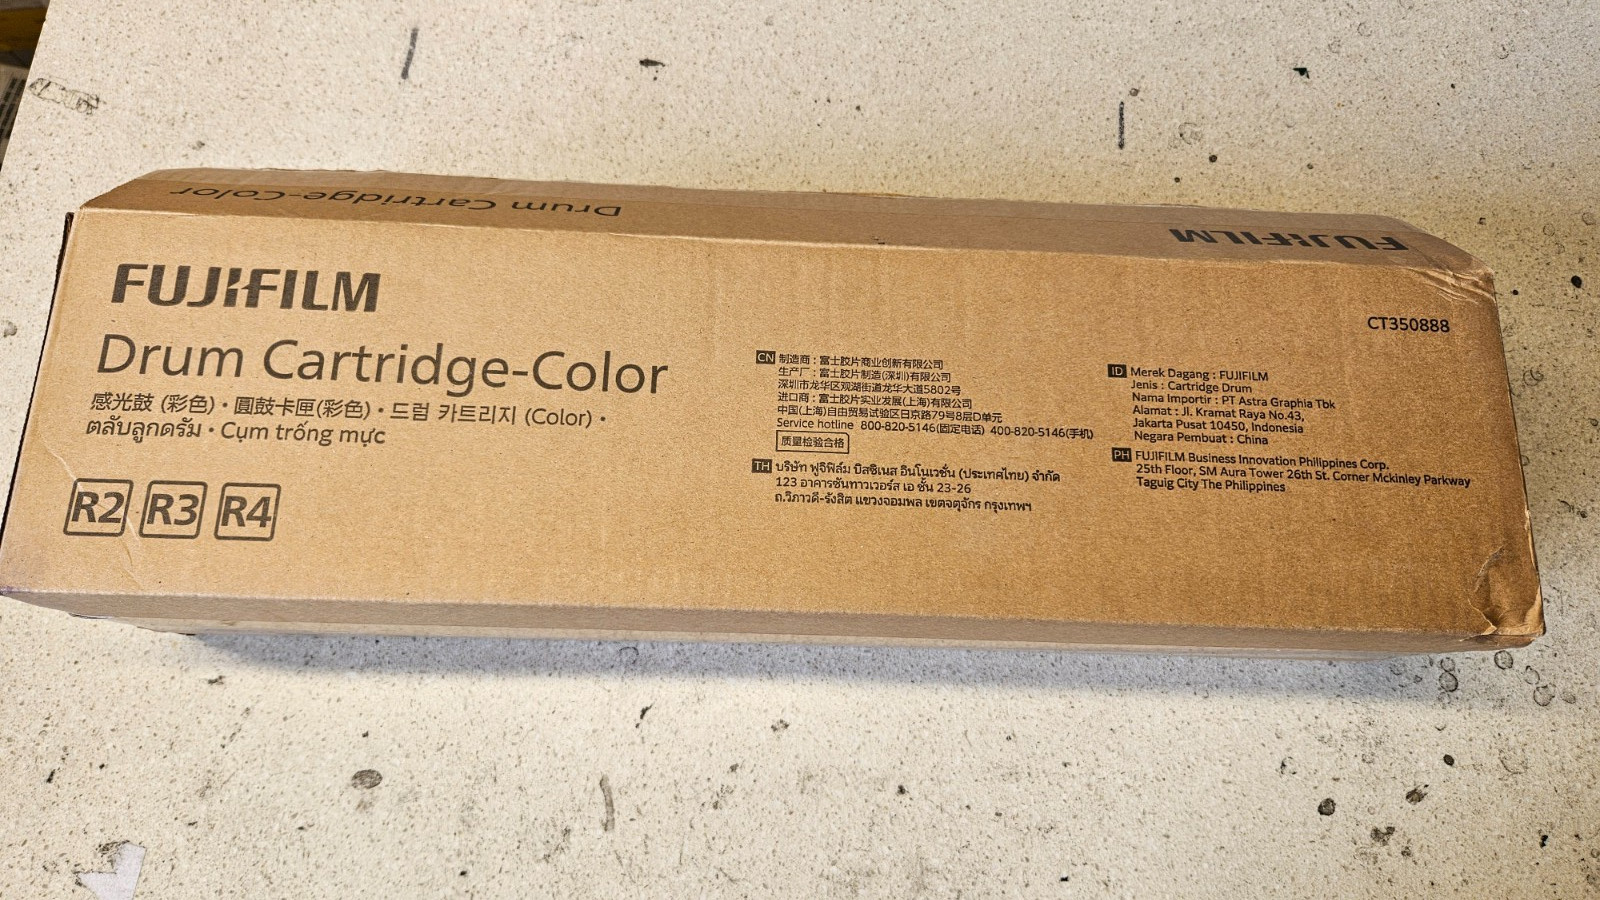 Drum Cartridge-Color
FUJIFILM
FUJIFILM
Drum Cartridge-Color
感光鼓 (彩色)・圓鼓卡匣(彩色)・드럼 카트리지 (Color)・
ตลับลูกดรัม・Cụm trống mực
R2 R3 R4
CT350888
CN 制造商：富士胶片商业创新有限公司
生产厂：富士胶片制造(深圳)有限公司
深圳市龙华区观湖街道龙华大道5802号
进口商：富士胶片实业发展(上海)有限公司
中国(上海)自由贸易试验区日京路79号8层D单元
Service hotline 800-820-5146(固定电话) 400-820-5146(手机)
质量检验合格
TH บริษัท ฟูจิฟิล์ม บิสซิเนส อินโนเวชั่น (ประเทศไทย) จำกัด
123 อาคารซันทาวเวอร์ส เอ ชั้น 23-26
ถ.วิภาวดี-รังสิต แขวงจอมพล เขตจตุจักร กรุงเทพฯ
ID Merek Dagang : FUJIFILM
Jenis : Cartridge Drum
Nama Importir : PT Astra Graphia Tbk
Alamat : Jl. Kramat Raya No.43,
Jakarta Pusat 10450, Indonesia
Negara Pembuat : China
PH FUJIFILM Business Innovation Philippines Corp.
25th Floor, SM Aura Tower 26th St. Corner Mckinley Parkway
Taguig City The Philippines